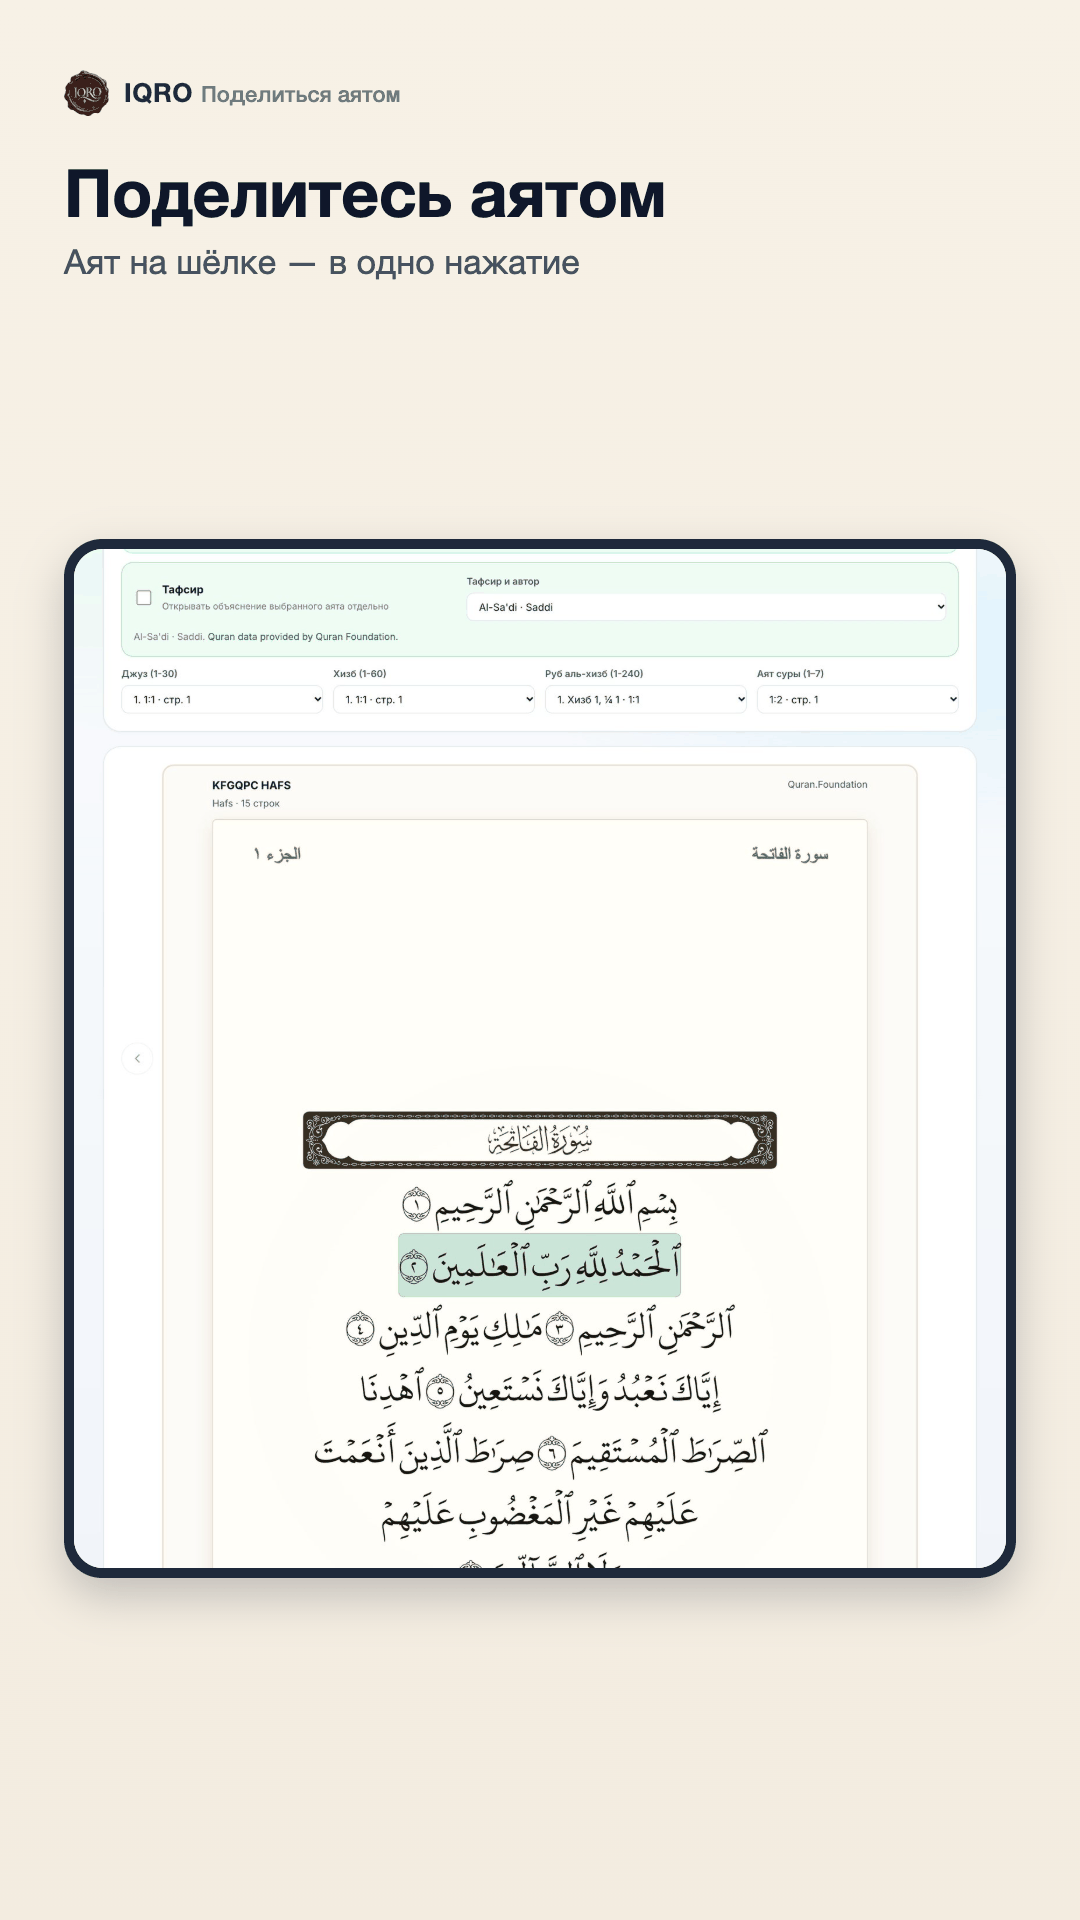 IQRO
IQRO Поделиться аятом
Поделитесь аятом
Аят на шёлке — в одно нажатие
Тафсир
Открывать объяснение выбранного аята отдельно
Тафсир и автор
Al-Sa'di · Saddi
Al-Sa'di · Saddi. Quran data provided by Quran Foundation.
Джуз (1-30) Хизб (1-60) Руб аль-хизб (1-240) Аят суры (1–7)
1. 1:1 · стр. 1 1. 1:1 · стр. 1 1. Хизб 1, ¼ 1 · 1:1 1:2 · стр. 1
KFGQPC HAFS Quran.Foundation
Hafs · 15 строк
سورة الفاتحة الجزء ١
سُورَةُ الفَاتِحَةِ
بِسْمِ ٱللَّهِ ٱلرَّحْمَٰنِ ٱلرَّحِيمِ ١
ٱلْحَمْدُ لِلَّهِ رَبِّ ٱلْعَٰلَمِينَ ٢
ٱلرَّحْمَٰنِ ٱلرَّحِيمِ ٣ مَٰلِكِ يَوْمِ ٱلدِّينِ ٤
إِيَّاكَ نَعْبُدُ وَإِيَّاكَ نَسْتَعِينُ ٥ ٱهْدِنَا
ٱلصِّرَٰطَ ٱلْمُسْتَقِيمَ ٦ صِرَٰطَ ٱلَّذِينَ أَنْعَمْتَ
عَلَيْهِمْ غَيْرِ ٱلْمَغْضُوبِ عَلَيْهِمْ